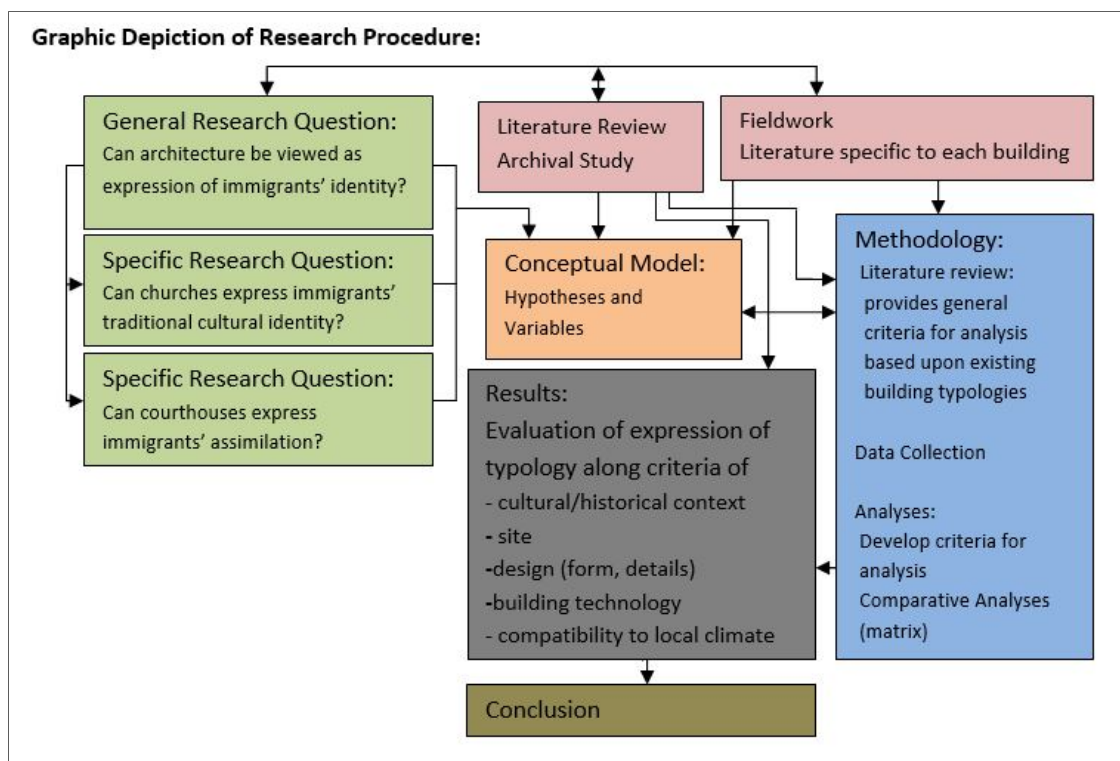 Graphic Depiction of Research Procedure:
General Research Question:
Can architecture be viewed as
expression of immigrants' identity?
Specific Research Question:
Can churches express immigrants'
traditional cultural identity?
Specific Research Question:
Can courthouses express
immigrants' assimilation?
Literature Review
Archival Study
Fieldwork
Literature specific to each building
Conceptual Model:
Hypotheses and
Variables
Methodology:
Literature review:
provides general
criteria for analysis
based upon existing
building typologies
Data Collection
Analyses:
Develop criteria for
analysis
Comparative Analyses
(matrix)
Results:
Evaluation of expression of
typology along criteria of
- cultural/historical context
- site
-design (form, details)
-building technology
- compatibility to local climate
Conclusion